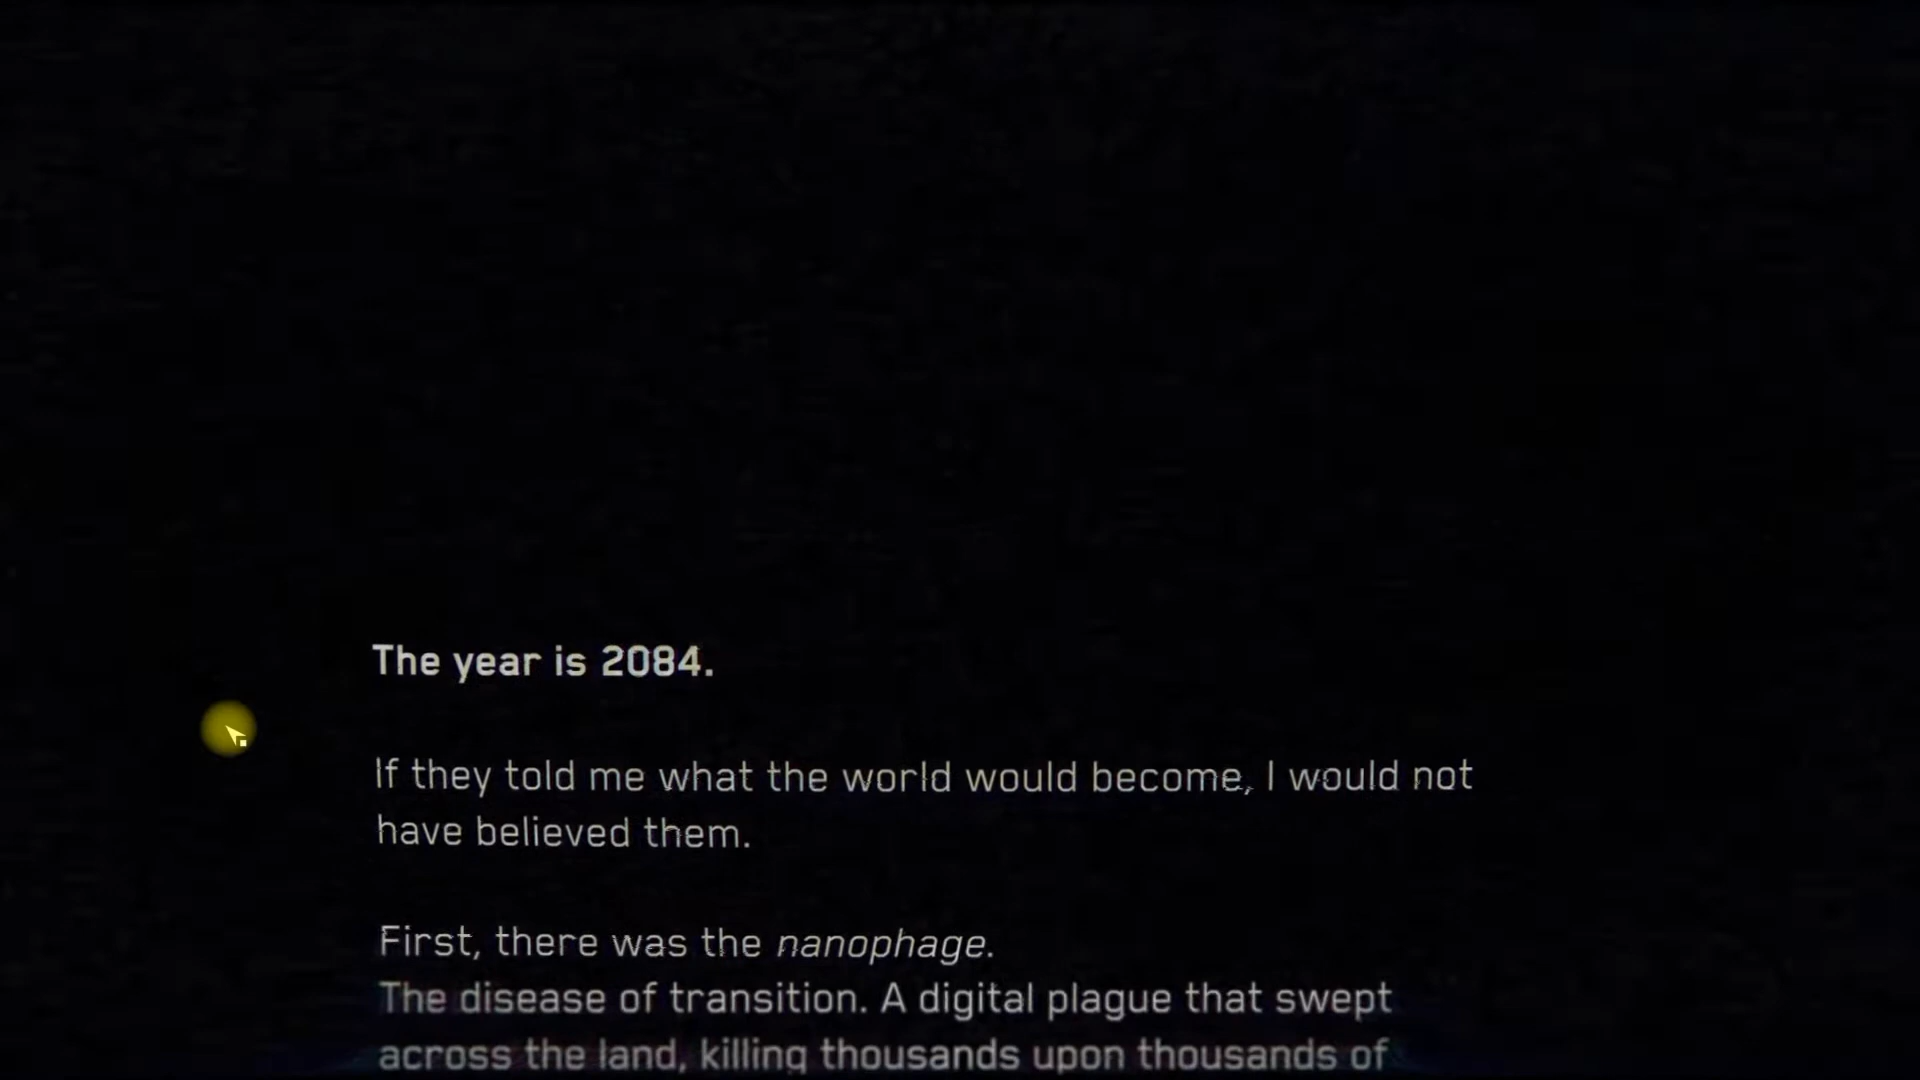 The year is 2084.
If they told me what the world would become, I would not
have believed them.
First, there was the nanophage.
The disease of transition. A digital plague that swept
across the land, killing thousands upon thousands of